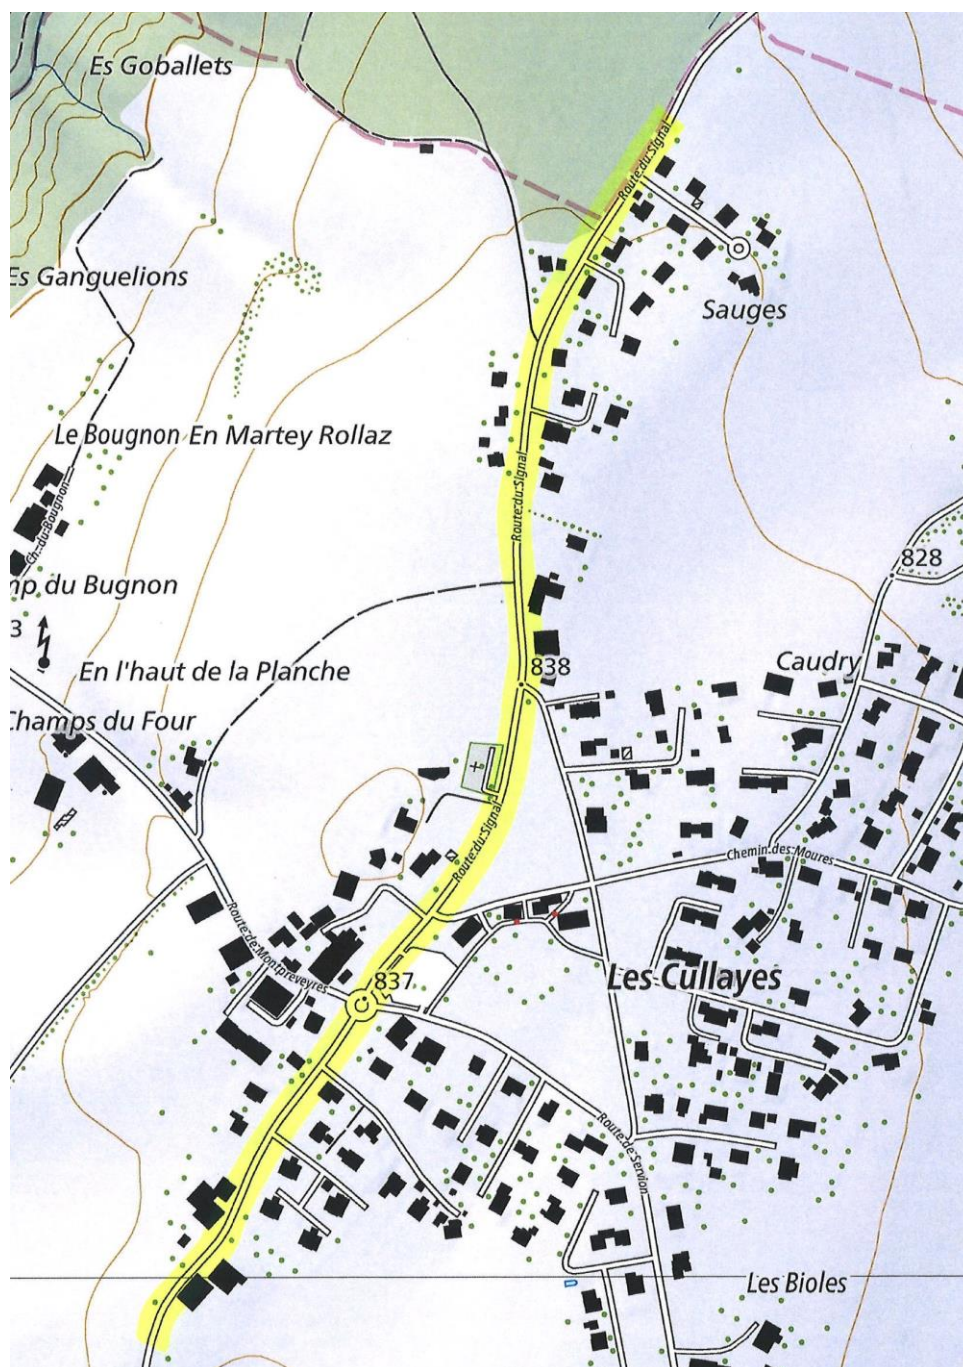 Es Goballets
Route du Signal
Es Ganguelions
Sauges
Le Bougnon
En Martey Rollaz
Route du Signal
Ch. du Bougnon
828
mp du Bugnon
3
En l'haut de la Planche
838
Caudry
Champs du Four
Route du Signal
Chemin des Moures
Route de Montpreveyres
837
Les Cullayes
Route de Servion
Les Bioles